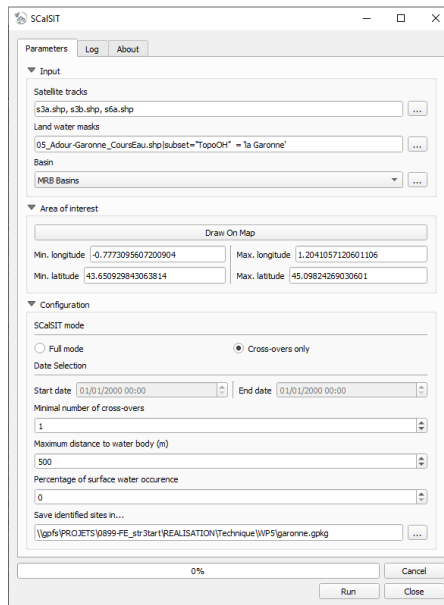 SCalSIT
Parameters Log About
Input
Satellite tracks
s3a.shp, s3b.shp, s6a.shp ...
Land water masks
05_Adour-Garonne_CoursEau.shp|subset="TopoOH" = 'la Garonne' ...
Basin
MRB Basins ...
Area of interest
Draw On Map
Min. longitude -0.7773095607200904 Max. longitude 1.2041057120601106
Min. latitude 43.650929843063814 Max. latitude 45.09824269030601
Configuration
SCalSIT mode
Full mode Cross-overs only
Date Selection
Start date 01/01/2000 00:00 End date 01/01/2000 00:00
Minimal number of cross-overs
1
Maximum distance to water body (m)
500
Percentage of surface water occurence
0
Save identified sites in...
\\gpfs\PROJETS\0899-FE_str3tart\REALISATION\Technique\WP5\garonne.gpkg ...
0% Cancel
Run Close